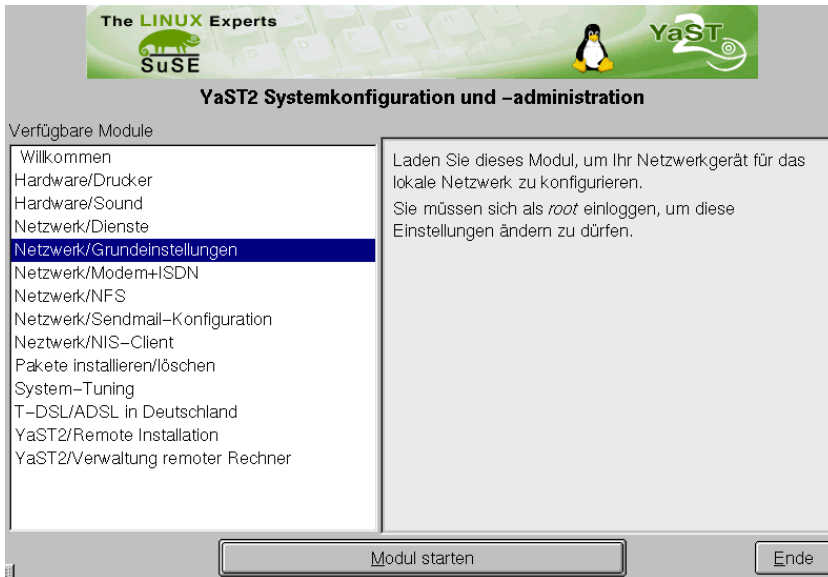 The LINUX Experts
SuSE
YaST2
YaST2 Systemkonfiguration und –administration
Verfügbare Module
Willkommen
Hardware/Drucker
Hardware/Sound
Netzwerk/Dienste
Netzwerk/Grundeinstellungen
Netzwerk/Modem+ISDN
Netzwerk/NFS
Netzwerk/Sendmail–Konfiguration
Neztwerk/NIS–Client
Pakete installieren/löschen
System–Tuning
T–DSL/ADSL in Deutschland
YaST2/Remote Installation
YaST2/Verwaltung remoter Rechner
Laden Sie dieses Modul, um Ihr Netzwerkgerät für das
lokale Netzwerk zu konfigurieren.
Sie müssen sich als root einloggen, um diese
Einstellungen ändern zu dürfen.
Modul starten
Ende